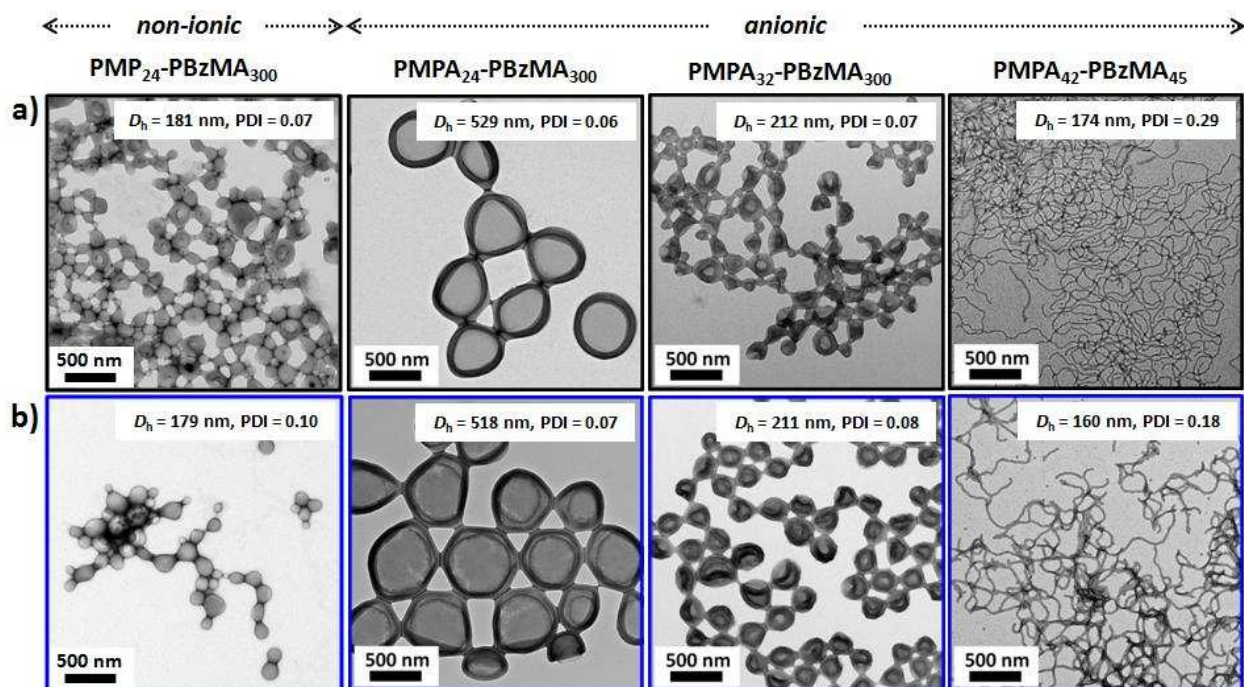 non-ionic
anionic
PMP24-PBzMA300
PMPA24-PBzMA300
PMPA32-PBzMA300
PMPA42-PBzMA45
a)
Dh = 181 nm, PDI = 0.07
Dh = 529 nm, PDI = 0.06
Dh = 212 nm, PDI = 0.07
Dh = 174 nm, PDI = 0.29
500 nm
500 nm
500 nm
500 nm
b)
Dh = 179 nm, PDI = 0.10
Dh = 518 nm, PDI = 0.07
Dh = 211 nm, PDI = 0.08
Dh = 160 nm, PDI = 0.18
500 nm
500 nm
500 nm
500 nm